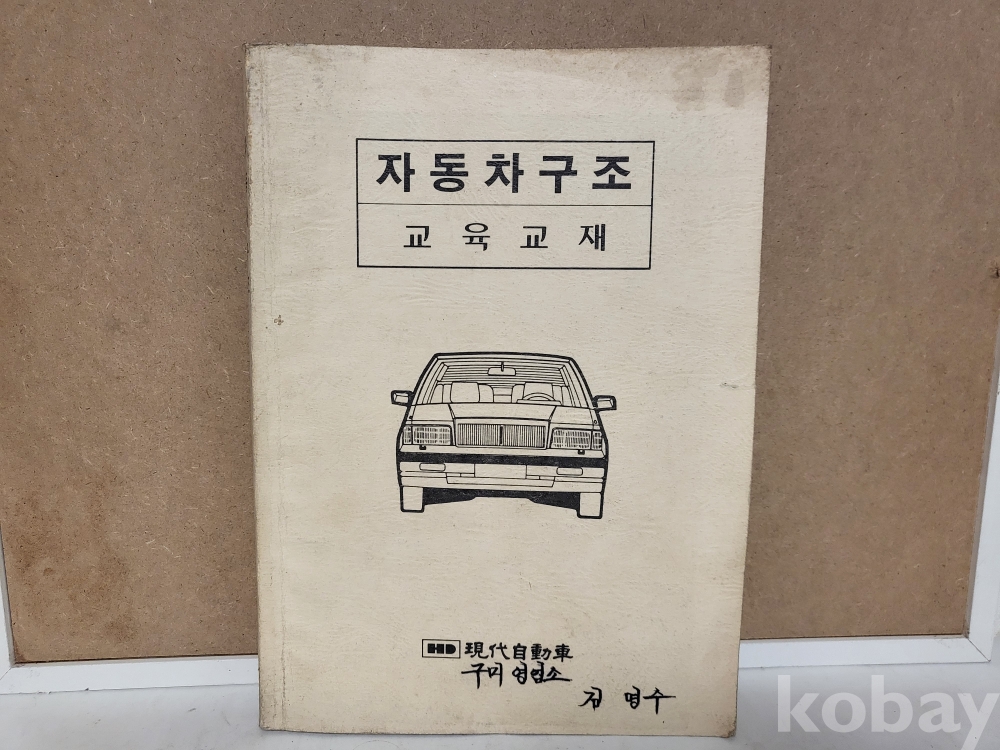 자동차구조
교육교재
HD 現代自動車
구미 영업소
김 명수
kobay